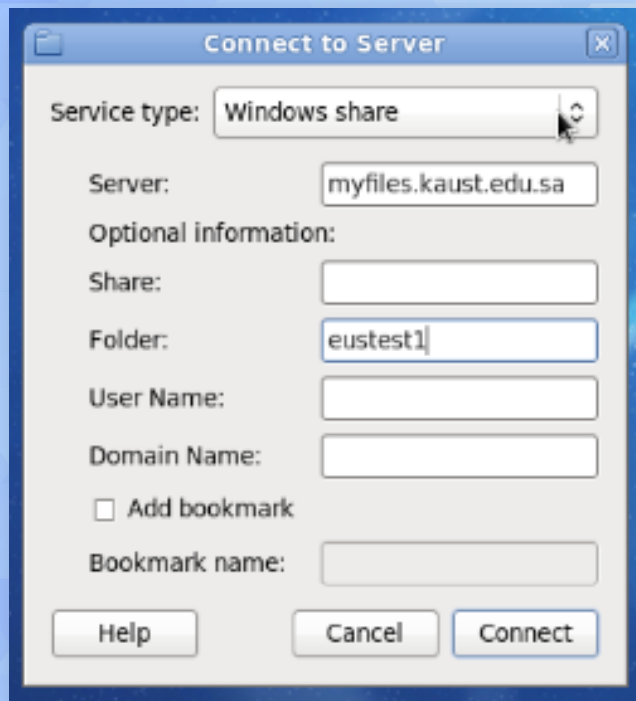 Connect to Server
Service type: Windows share
Server: myfiles.kaust.edu.sa
Optional information:
Share:
Folder: eustest1
User Name:
Domain Name:
Add bookmark
Bookmark name:
Help Cancel Connect